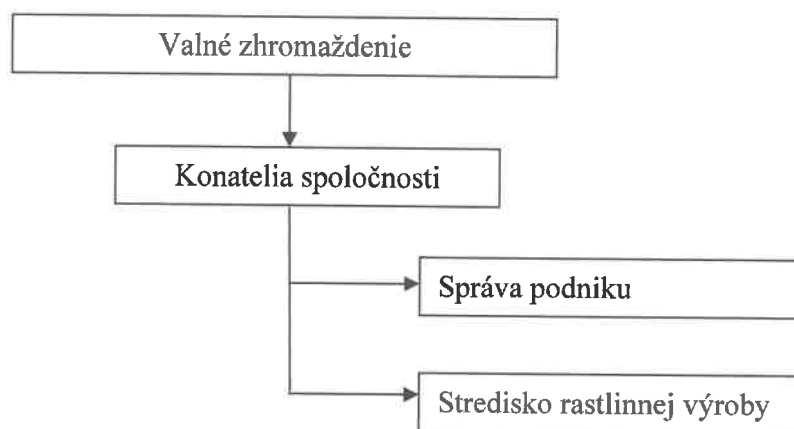 Valné zhromaždenie
Konatelia spoločnosti
Správa podniku
Stredisko rastlinnej výroby